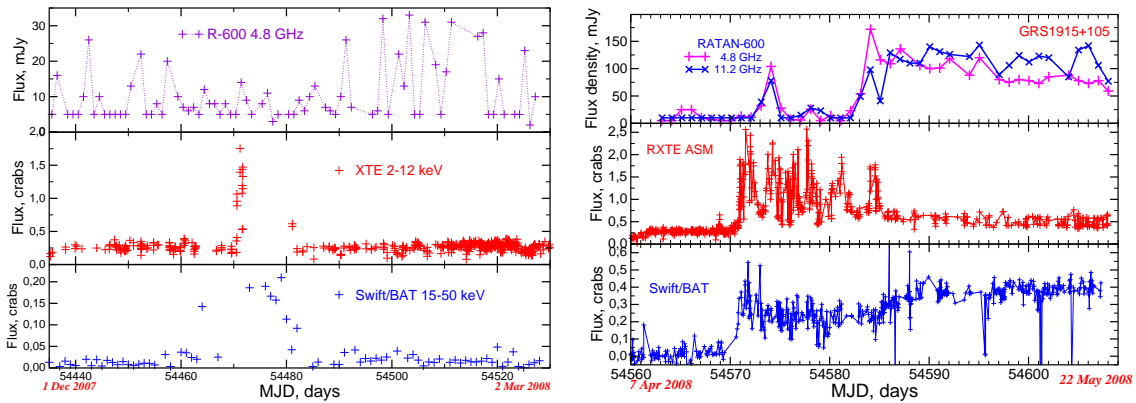 R-600 4.8 GHz
Flux, mJy
30
20
10
0
XTE 2-12 keV
Flux, crabs
2.0
1,5
1,0
0,5
0,0
Swift/BAT 15-50 keV
Flux, crabs
0,20
0,15
0,10
0,05
0,00
54440 54460 54480 54500 54520
1 Dec 2007 MJD, days 2 Mar 2008
GRS1915+105
RATAN-600
4.8 GHz
11.2 GHz
Flux density, mJy
150
100
50
0
RXTE ASM
Flux, crabs
2,5
2,0
1,5
1,0
0,5
0,0
Swift/BAT
Flux, crabs
0,6
0,4
0,2
0,0
54560 54570 54580 54590 54600
7 Apr 2008 MJD, days 22 May 2008